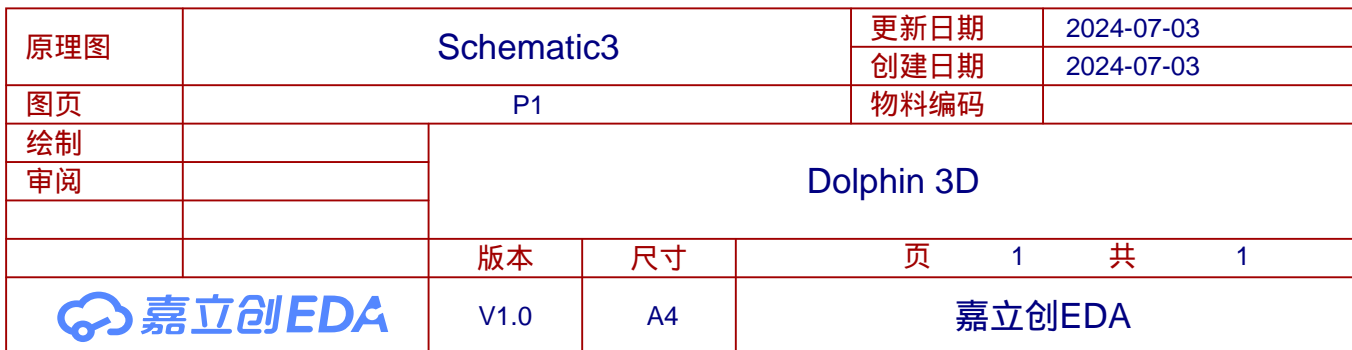 原理图 Schematic3 更新日期 2024-07-03
创建日期 2024-07-03
图页 P1 物料编码
绘制
审阅 Dolphin 3D
版本 尺寸 页 1 共 1
嘉立创EDA V1.0 A4 嘉立创EDA